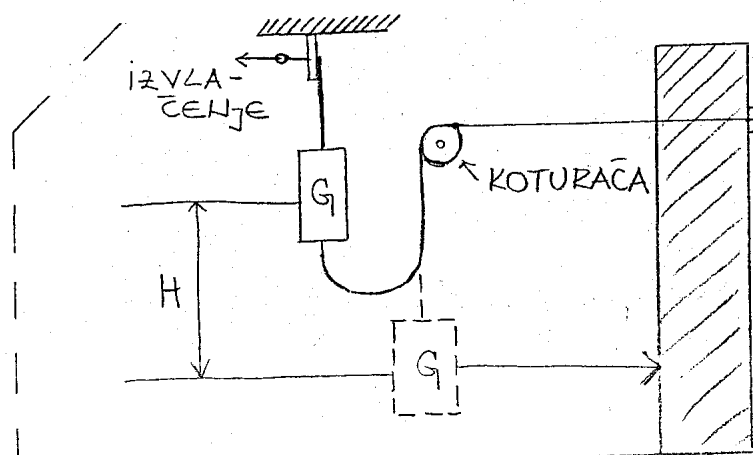 IZVLA-
ČENJE
G
KOTURAČA
H
G